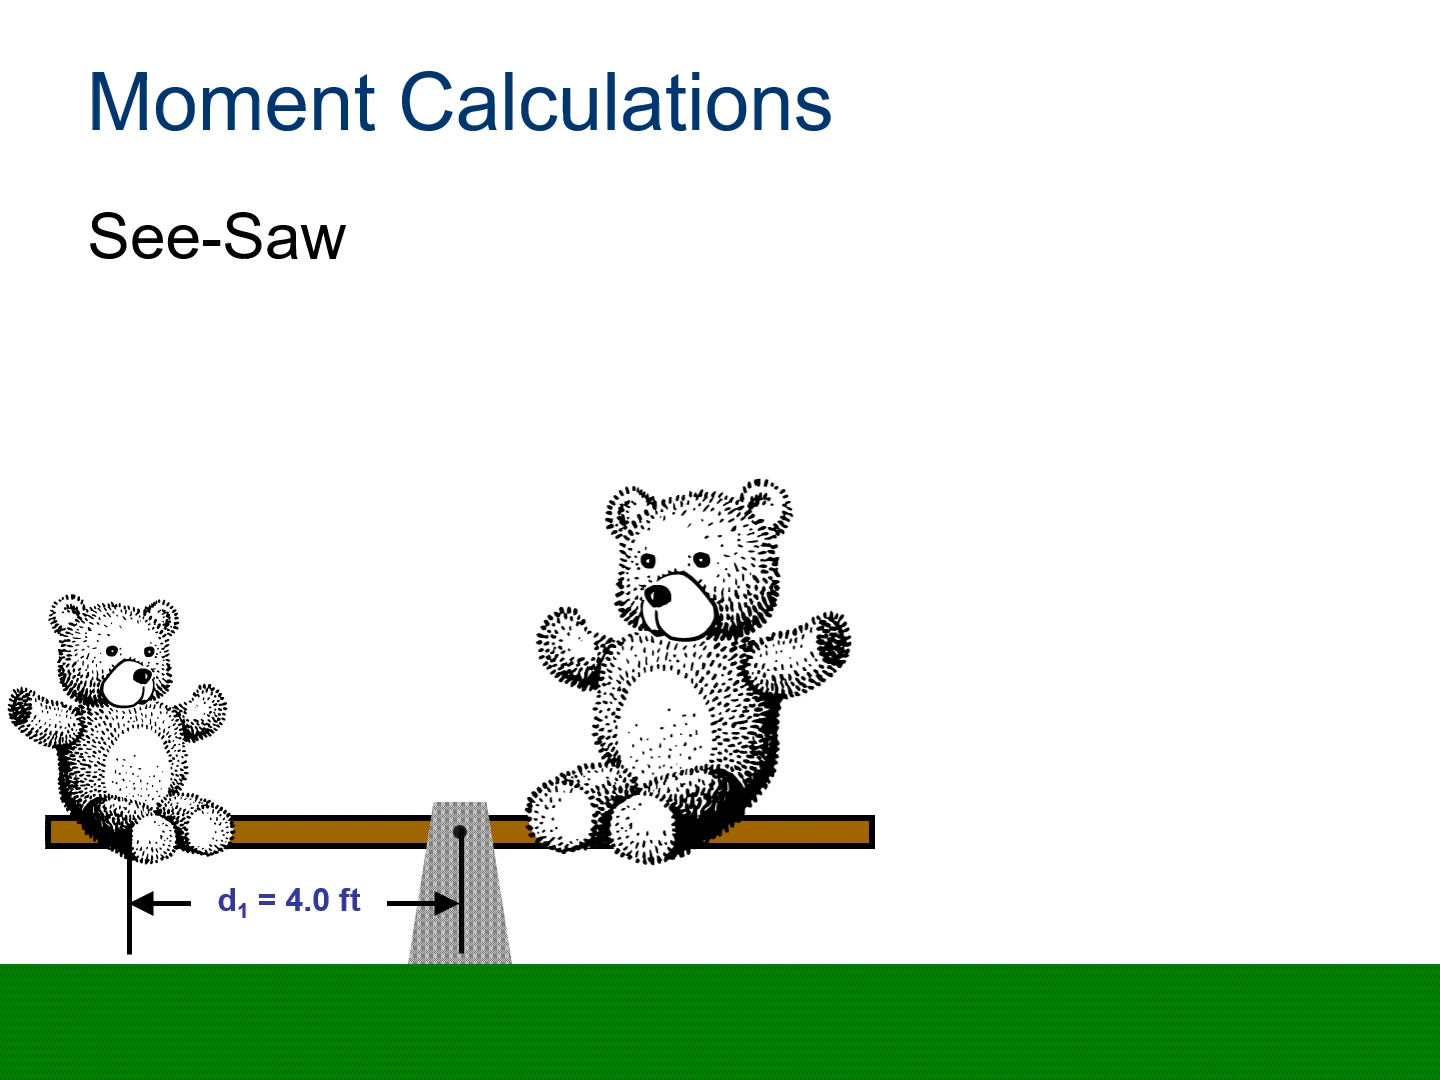 Moment Calculations
See-Saw
d₁ = 4.0 ft